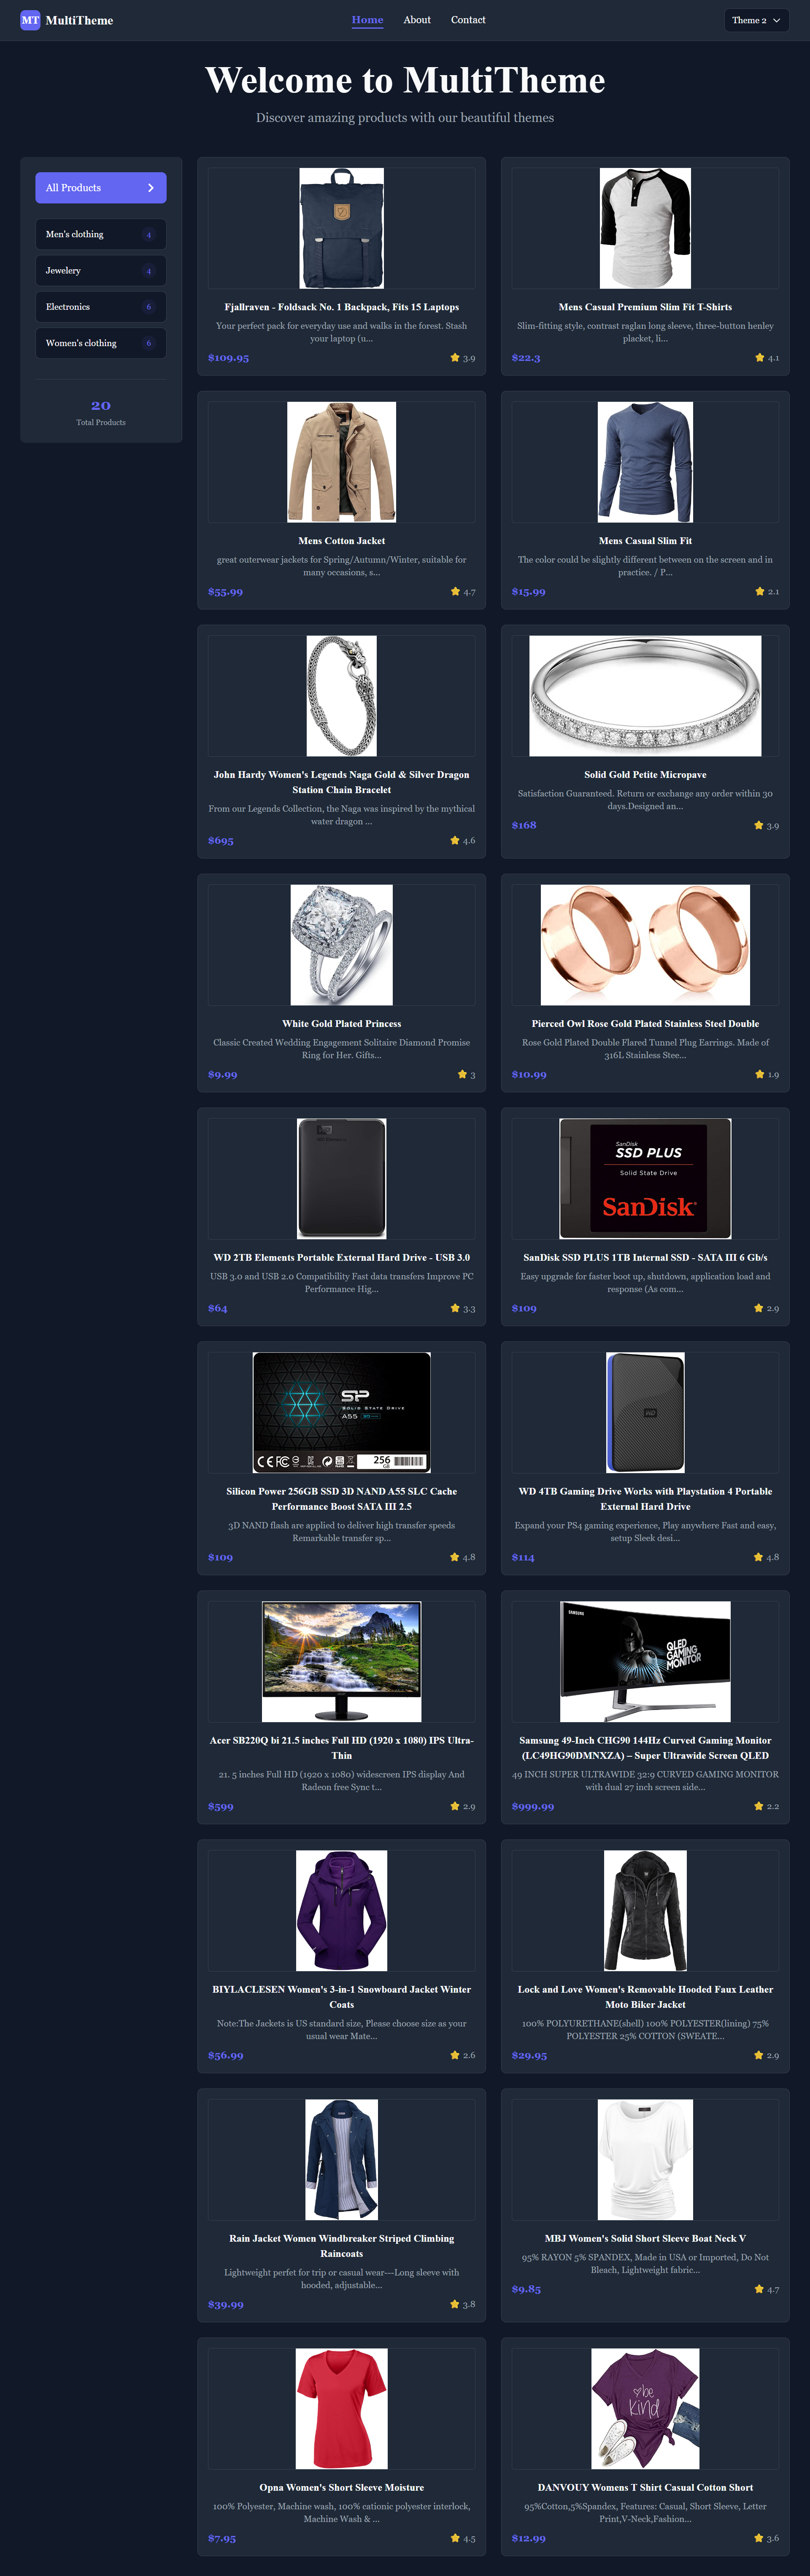 MT MultiTheme
Home About Contact
Theme 2
Welcome to MultiTheme
Discover amazing products with our beautiful themes
All Products
Men's clothing 4
Jewelery 4
Electronics 6
Women's clothing 6
20
Total Products
Fjallraven - Foldsack No. 1 Backpack, Fits 15 Laptops
Your perfect pack for everyday use and walks in the forest. Stash
your laptop (u...
$109.95 3.9
Mens Casual Premium Slim Fit T-Shirts
Slim-fitting style, contrast raglan long sleeve, three-button henley
placket, li...
$22.3 4.1
Mens Cotton Jacket
great outerwear jackets for Spring/Autumn/Winter, suitable for
many occasions, s...
$55.99 4.7
Mens Casual Slim Fit
The color could be slightly different between on the screen and in
practice. / P...
$15.99 2.1
John Hardy Women's Legends Naga Gold & Silver Dragon
Station Chain Bracelet
From our Legends Collection, the Naga was inspired by the mythical
water dragon ...
$695 4.6
Solid Gold Petite Micropave
Satisfaction Guaranteed. Return or exchange any order within 30
days.Designed an...
$168 3.9
White Gold Plated Princess
Classic Created Wedding Engagement Solitaire Diamond Promise
Ring for Her. Gifts...
$9.99 3
Pierced Owl Rose Gold Plated Stainless Steel Double
Rose Gold Plated Double Flared Tunnel Plug Earrings. Made of
316L Stainless Stee...
$10.99 1.9
WD 2TB Elements Portable External Hard Drive - USB 3.0
USB 3.0 and USB 2.0 Compatibility Fast data transfers Improve PC
Performance Hig...
$64 3.3
SanDisk
SSD PLUS
Solid State Drive
SanDisk
SanDisk SSD PLUS 1TB Internal SSD - SATA III 6 Gb/s
Easy upgrade for faster boot up, shutdown, application load and
response (As com...
$109 2.9
SP
SOLID STATE DRIVE
A55
256
GB
Silicon Power 256GB SSD 3D NAND A55 SLC Cache
Performance Boost SATA III 2.5
3D NAND flash are applied to deliver high transfer speeds
Remarkable transfer sp...
$109 4.8
WD
WD 4TB Gaming Drive Works with Playstation 4 Portable
External Hard Drive
Expand your PS4 gaming experience, Play anywhere Fast and easy,
setup Sleek desi...
$114 4.8
Acer SB220Q bi 21.5 inches Full HD (1920 x 1080) IPS Ultra-
Thin
21. 5 inches Full HD (1920 x 1080) widescreen IPS display And
Radeon free Sync t...
$599 2.9
SAMSUNG
QLED
GAMING
MONITOR
Samsung 49-Inch CHG90 144Hz Curved Gaming Monitor
(LC49HG90DMNXZA) – Super Ultrawide Screen QLED
49 INCH SUPER ULTRAWIDE 32:9 CURVED GAMING MONITOR
with dual 27 inch screen side...
$999.99 2.2
BIYLACLESEN Women's 3-in-1 Snowboard Jacket Winter
Coats
Note:The Jackets is US standard size, Please choose size as your
usual wear Mate...
$56.99 2.6
Lock and Love Women's Removable Hooded Faux Leather
Moto Biker Jacket
100% POLYURETHANE(shell) 100% POLYESTER(lining) 75%
POLYESTER 25% COTTON (SWEATE...
$29.95 2.9
Rain Jacket Women Windbreaker Striped Climbing
Raincoats
Lightweight perfet for trip or casual wear---Long sleeve with
hooded, adjustable...
$39.99 3.8
MBJ Women's Solid Short Sleeve Boat Neck V
95% RAYON 5% SPANDEX, Made in USA or Imported, Do Not
Bleach, Lightweight fabric...
$9.85 4.7
Opna Women's Short Sleeve Moisture
100% Polyester, Machine wash, 100% cationic polyester interlock,
Machine Wash & ...
$7.95 4.5
be
kind
DANVOUY Womens T Shirt Casual Cotton Short
95%Cotton,5%Spandex, Features: Casual, Short Sleeve, Letter
Print,V-Neck,Fashion...
$12.99 3.6